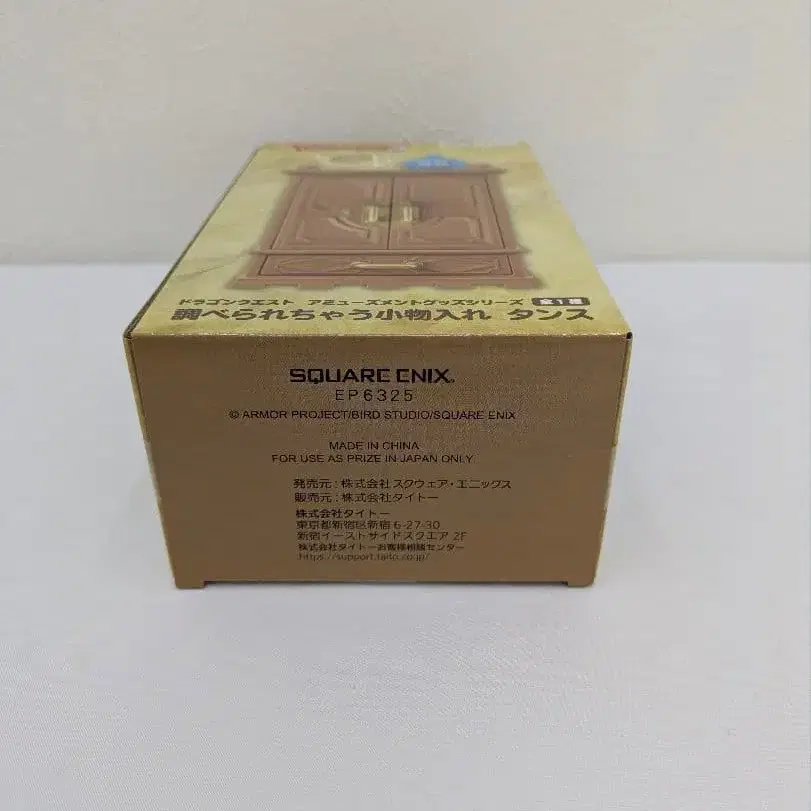 ドラゴンクエスト アミューズメントグッズシリーズ 全1種
調べられちゃう小物入れ タンス
SQUARE ENIX.
EP6325
© ARMOR PROJECT/BIRD STUDIO/SQUARE ENIX
MADE IN CHINA
FOR USE AS PRIZE IN JAPAN ONLY.
発売元：株式会社スクウェア・エニックス
販売元：株式会社タイトー
株式会社タイトー
東京都新宿区新宿 6-27-30
新宿イーストサイドスクエア 2F
株式会社タイトーお客様相談センター
https://support.taito.co.jp/